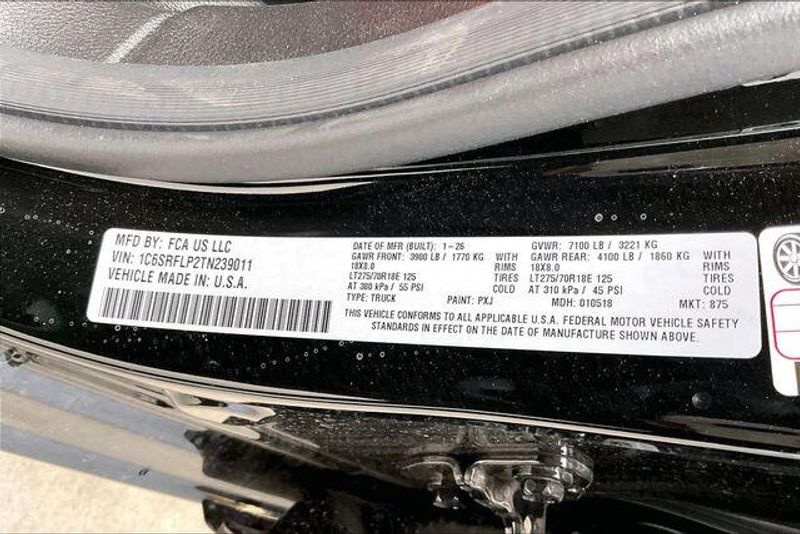 MFD BY: FCA US LLC
VIN: 1C6SRFLP2TN239011
VEHICLE MADE IN: U.S.A.
DATE OF MFR (BUILT): 1-26 GVWR: 7100 LB / 3221 KG
GAWR FRONT: 3900 LB / 1770 KG WITH GAWR REAR: 4100 LB / 1860 KG WITH
18X8.0 RIMS 18X8.0 RIMS
LT275/70R18E 125 TIRES LT275/70R18E 125 TIRES
AT 380 kPa / 55 PSI COLD AT 310 kPa / 45 PSI COLD
TYPE: TRUCK PAINT: PXJ MDH: 010518 MKT: 875
THIS VEHICLE CONFORMS TO ALL APPLICABLE U.S.A. FEDERAL MOTOR VEHICLE SAFETY
STANDARDS IN EFFECT ON THE DATE OF MANUFACTURE SHOWN ABOVE.